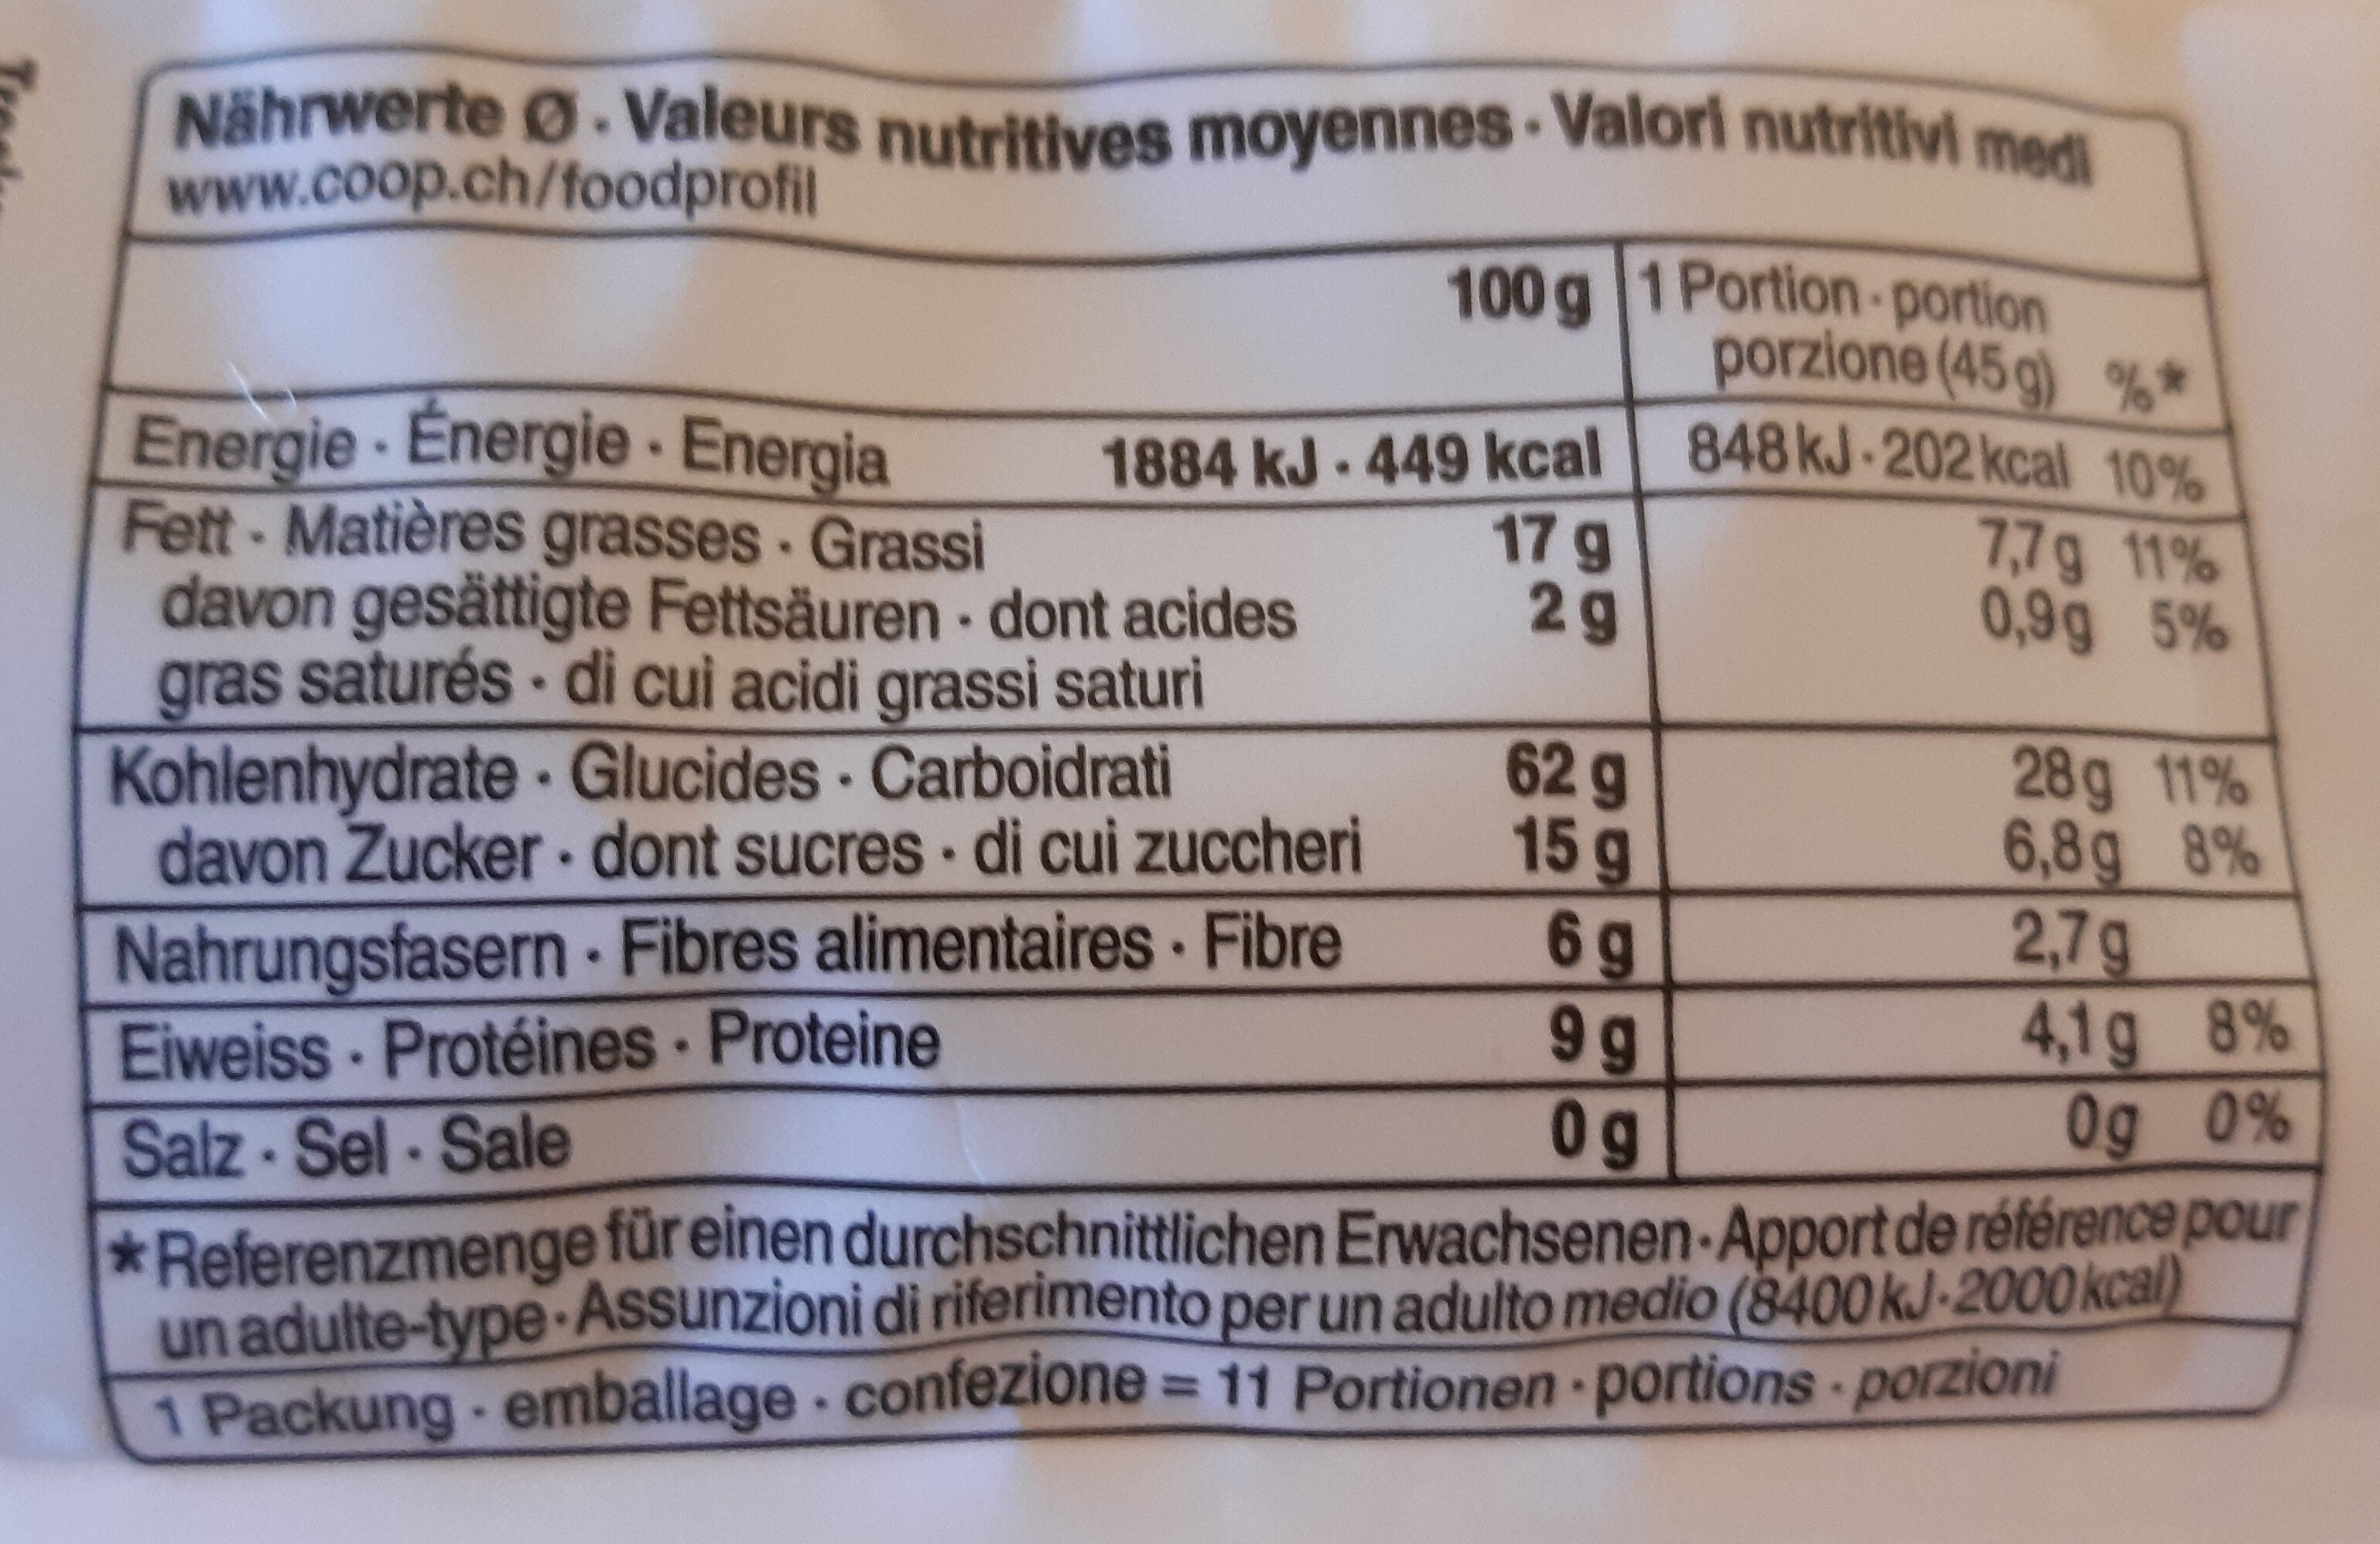 Nährwerte Ø · Valeurs nutritives moyennes · Valori nutritivi medi
www.coop.ch/foodprofil
100 g 1 Portion · portion
porzione (45 g) %*
Energie · Énergie · Energia 1884 kJ · 449 kcal 848 kJ · 202 kcal 10%
Fett · Matières grasses · Grassi 17 g 7,7 g 11%
davon gesättigte Fettsäuren · dont acides 2 g 0,9 g 5%
gras saturés · di cui acidi grassi saturi
Kohlenhydrate · Glucides · Carboidrati 62 g 28 g 11%
davon Zucker · dont sucres · di cui zuccheri 15 g 6,8 g 8%
Nahrungsfasern · Fibres alimentaires · Fibre 6 g 2,7 g
Eiweiss · Protéines · Proteine 9 g 4,1 g 8%
Salz · Sel · Sale 0 g 0 g 0%
* Referenzmenge für einen durchschnittlichen Erwachsenen · Apport de référence pour
un adulte-type · Assunzioni di riferimento per un adulto medio (8400 kJ · 2000 kcal)
1 Packung · emballage · confezione = 11 Portionen · portions · porzioni